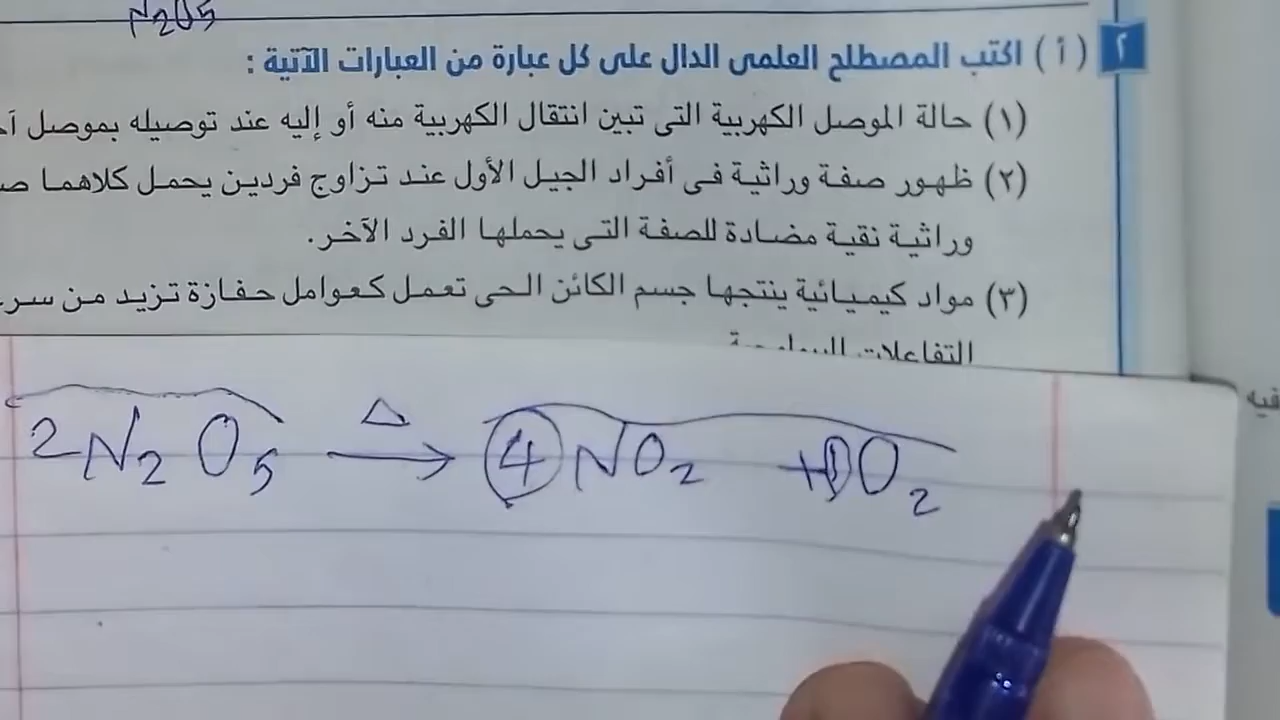 N2O5
٢ ( أ ) اكتب المصطلح العلمى الدال على كل عبارة من العبارات الآتية :
(١) حالة الموصل الكهربية التى تبين انتقال الكهربية منه أو إليه عند توصيله بموصل
(٢) ظهور صفة وراثية فى أفراد الجيل الأول عند تزاوج فردين يحمل كلاهما
وراثية نقية مضادة للصفة التى يحملها الفرد الآخر.
(٣) مواد كيميائية ينتجها جسم الكائن الحى تعمل كعوامل حفازة تزيد من
التفاعلات
فيه
2N2O5 →Δ 4NO2 + 1O2